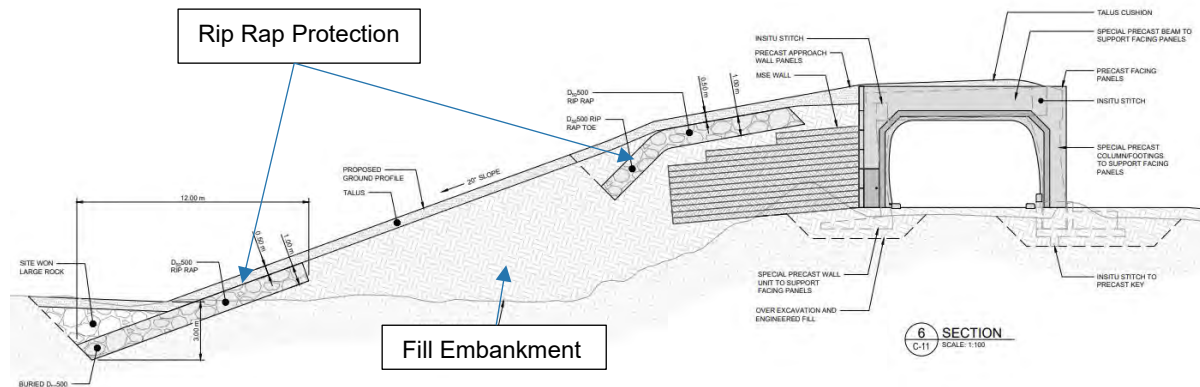 Rip Rap Protection
TALUS CUSHION
INSITU STITCH
SPECIAL PRECAST BEAM TO
SUPPORT FACING PANELS
PRECAST APPROACH
WALL PANELS
MSE WALL
PRECAST FACING
PANELS
INSITU STITCH
0.50 m
1.00 m
D50500
RIP RAP
D50500 RIP
RAP TOE
SPECIAL PRECAST
COLUMN/FOOTINGS
TO SUPPORT FACING
PANELS
PROPOSED
GROUND PROFILE
20° SLOPE
TALUS
12.00 m
0.50 m
1.00 m
SITE WON
LARGE ROCK
D50500
RIP RAP
3.00 m
SPECIAL PRECAST WALL
UNIT TO SUPPORT
FACING PANELS
INSITU STITCH TO
PRECAST KEY
OVER EXCAVATION AND
ENGINEERED FILL
Fill Embankment
6 SECTION
C-11 SCALE: 1:100
BURIED D50500